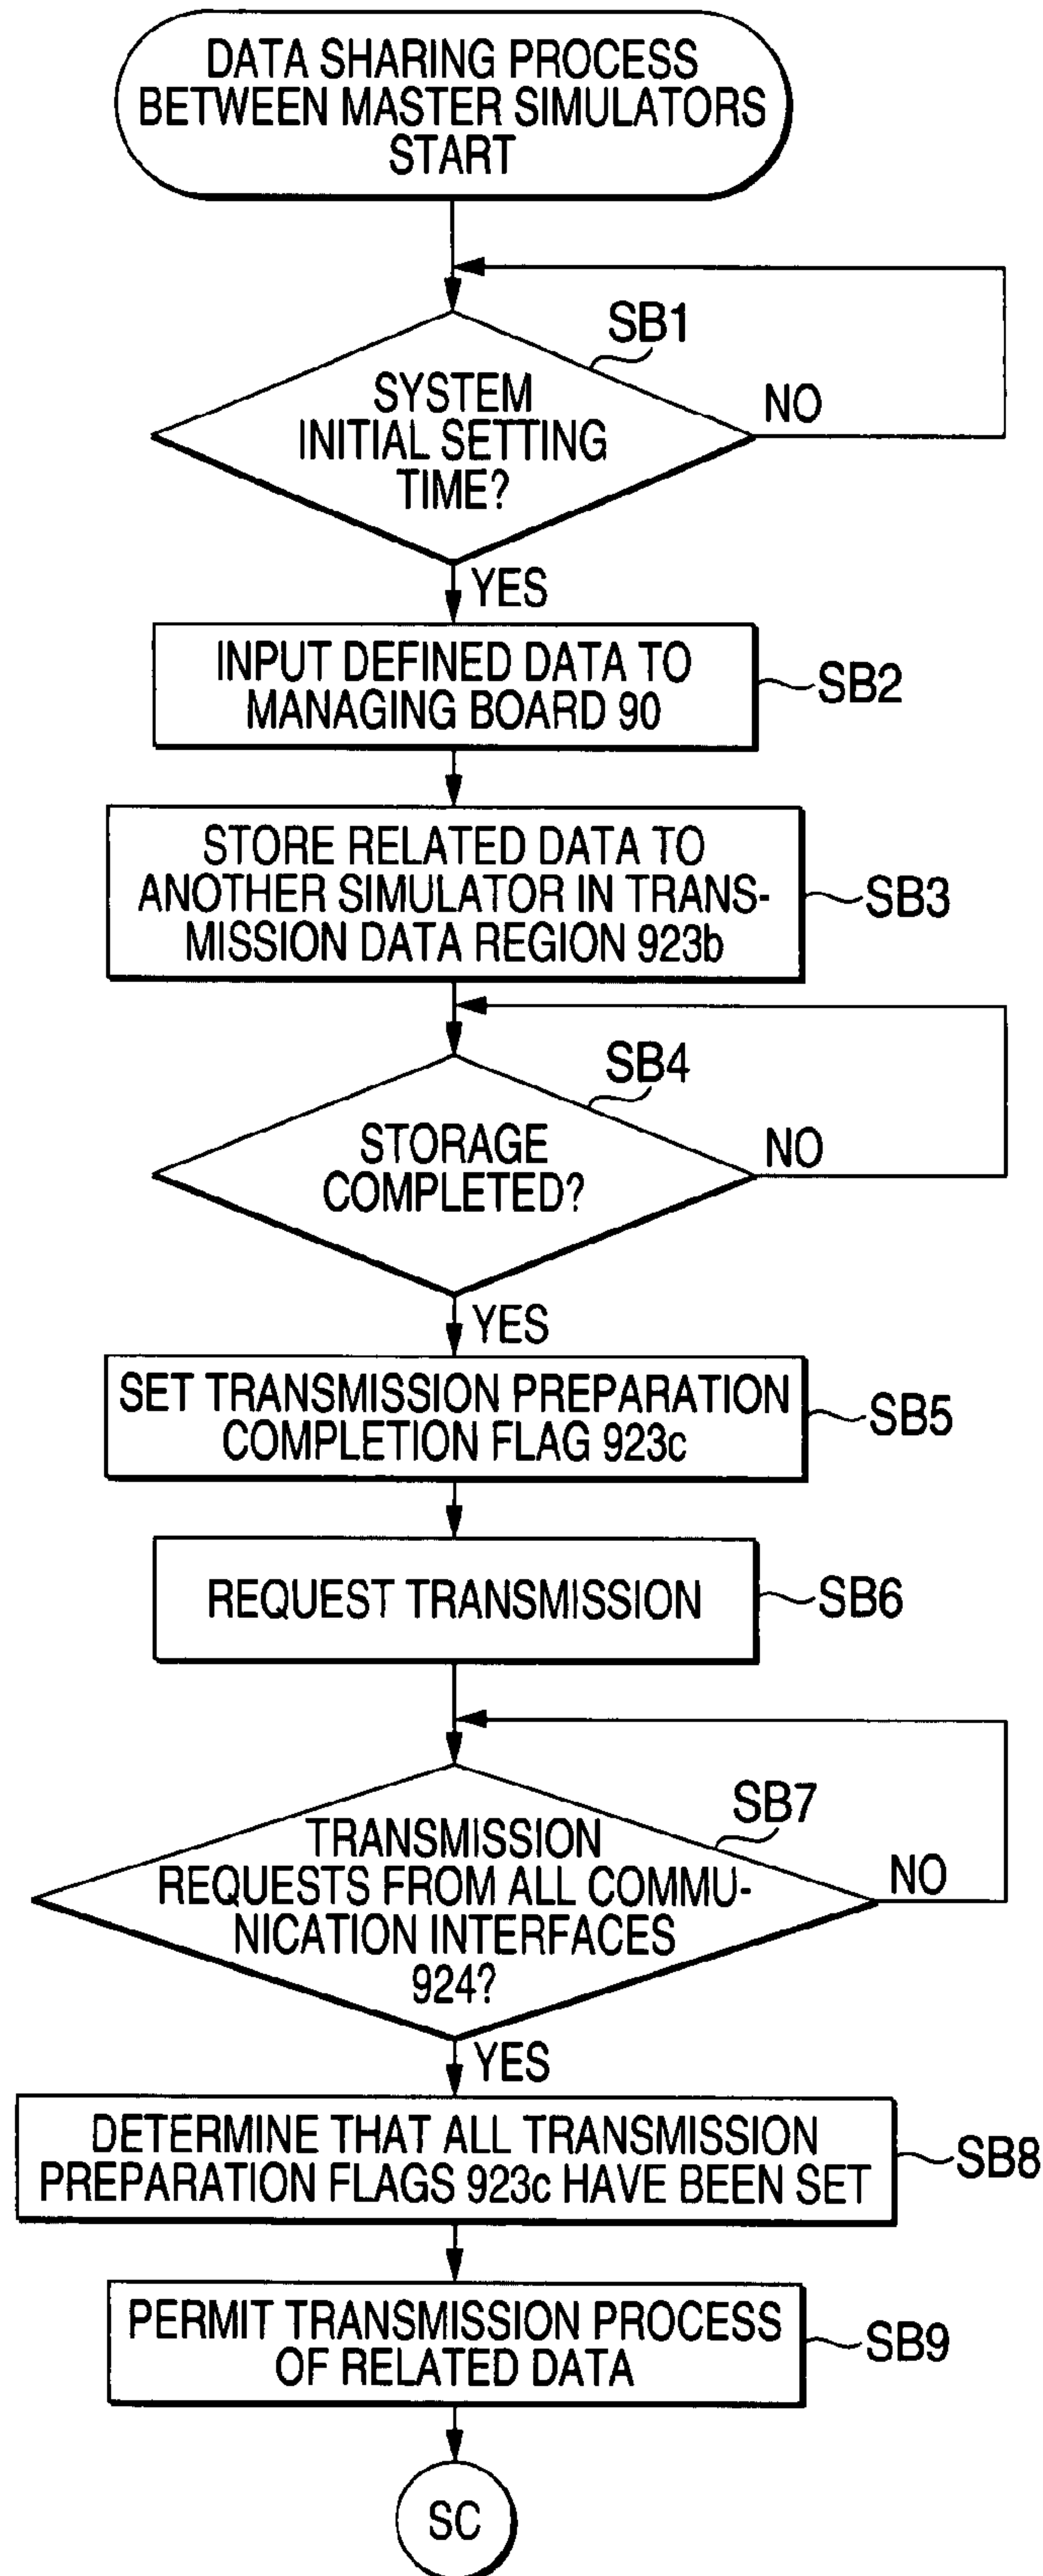 DATA SHARING PROCESS
BETWEEN MASTER SIMULATORS
START
SB1
SYSTEM
INITIAL SETTING
TIME?
NO
YES
INPUT DEFINED DATA TO
MANAGING BOARD 90
SB2
STORE RELATED DATA TO
ANOTHER SIMULATOR IN TRANS-
MISSION DATA REGION 923b
SB3
SB4
STORAGE
COMPLETED?
NO
YES
SET TRANSMISSION PREPARATION
COMPLETION FLAG 923c
SB5
REQUEST TRANSMISSION
SB6
SB7
TRANSMISSION
REQUESTS FROM ALL COMMU-
NICATION INTERFACES
924?
NO
YES
DETERMINE THAT ALL TRANSMISSION
PREPARATION FLAGS 923c HAVE BEEN SET
SB8
PERMIT TRANSMISSION PROCESS
OF RELATED DATA
SB9
SC